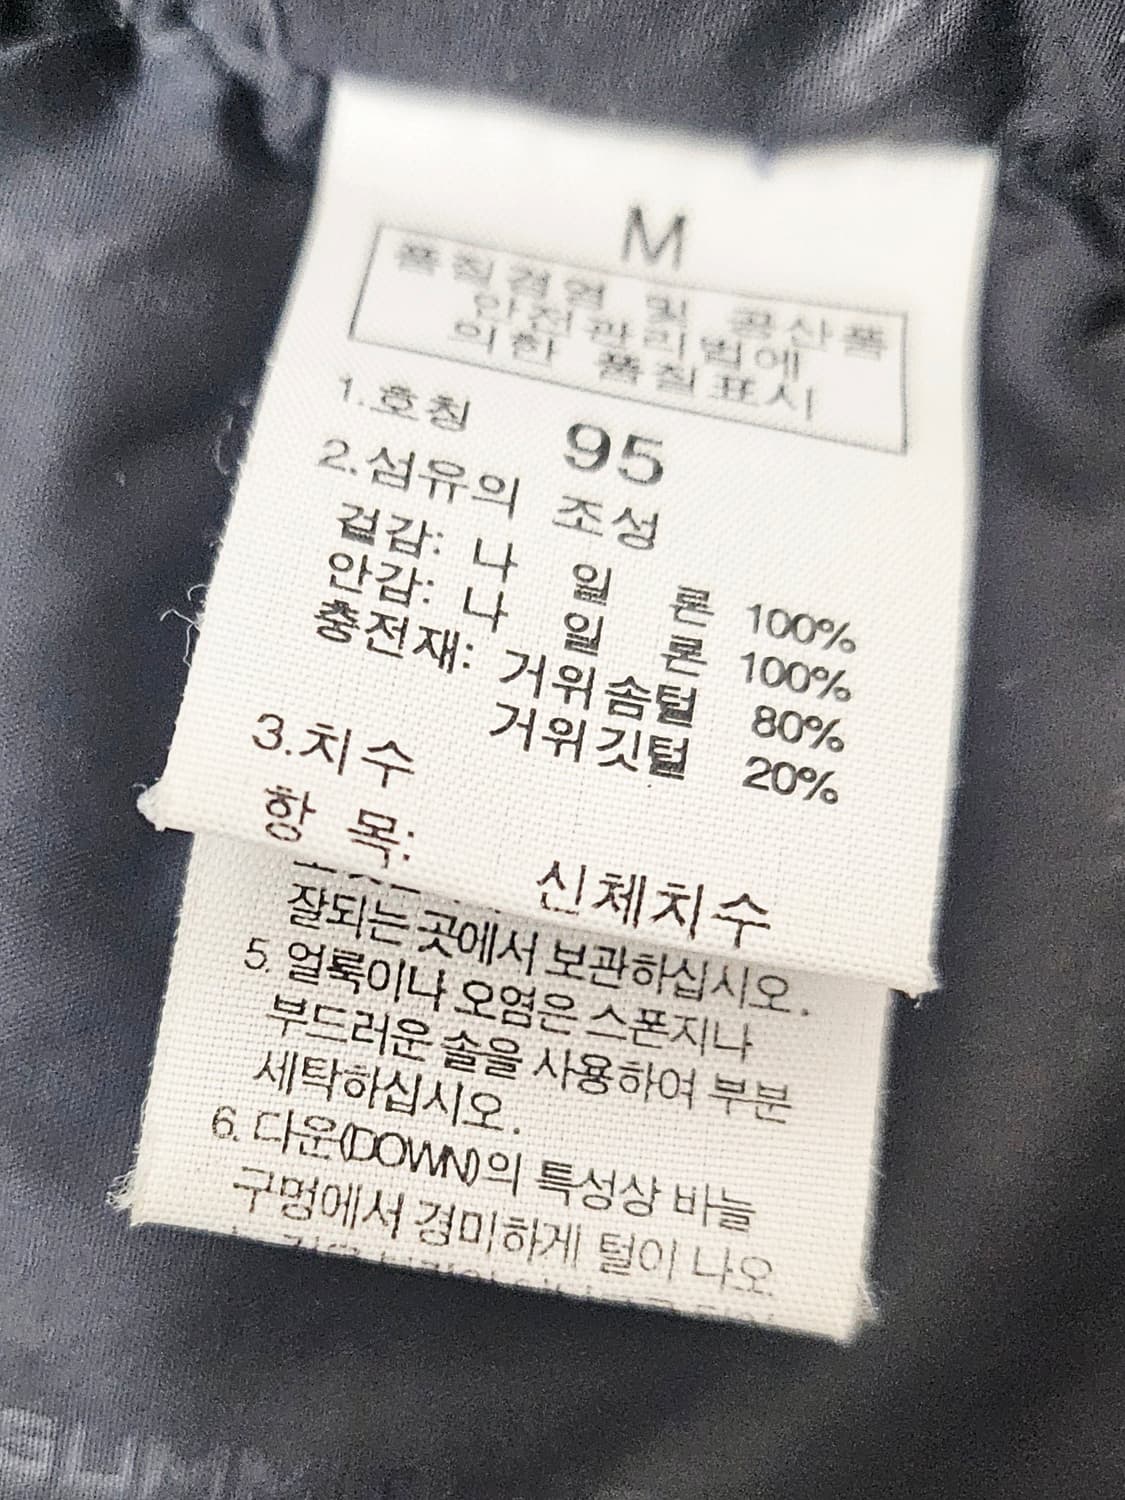 M
품질경영 및 공산품
안전관리법에
의한 품질표시
1.호칭 95
2.섬유의 조성
겉감: 나 일 론 100%
안감: 나 일 론 100%
충전재: 거위솜털 80%
거위깃털 20%
3.치수
항 목: 신체치수
잘되는 곳에서 보관하십시오.
5. 얼룩이나 오염은 스폰지나
부드러운 솔을 사용하여 부분
세탁하십시오.
6. 다운(DOWN)의 특성상 바늘
구멍에서 경미하게 털이 나오